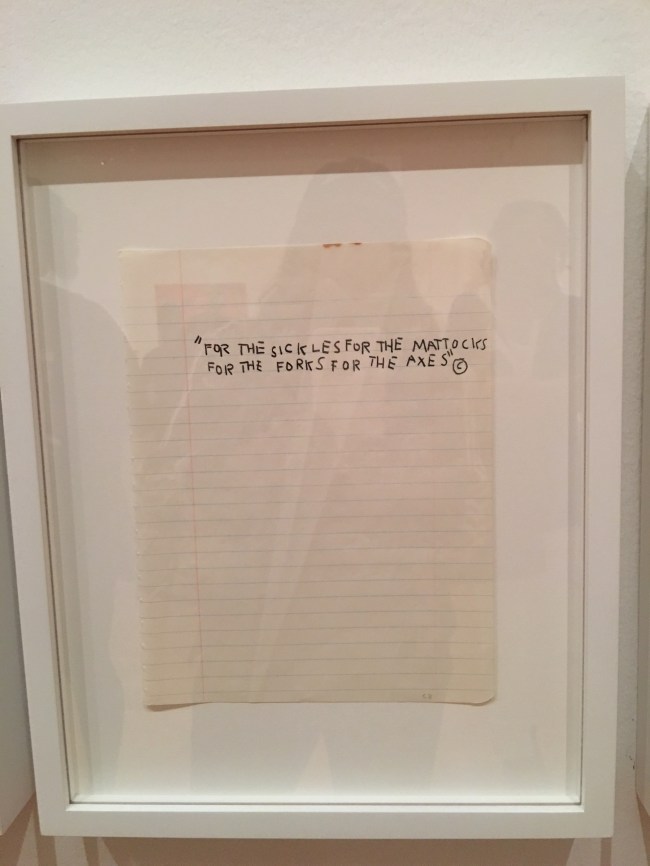 "FOR THE SICKLES FOR THE MATTOCKS
FOR THE FORKS FOR THE AXES" ©